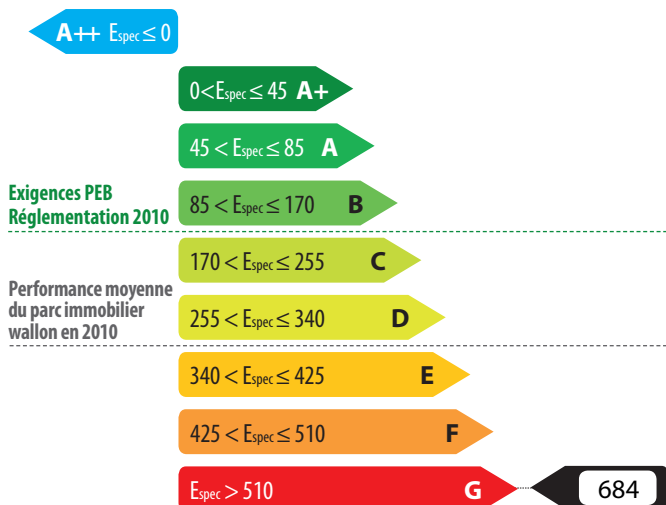 A++ Espec ≤ 0
0<Espec ≤ 45 A+
45 < Espec ≤ 85 A
Exigences PEB
Réglementation 2010
85 < Espec ≤ 170 B
170 < Espec ≤ 255 C
Performance moyenne
du parc immobilier
wallon en 2010
255 < Espec ≤ 340 D
340 < Espec ≤ 425 E
425 < Espec ≤ 510 F
Espec > 510 G 684